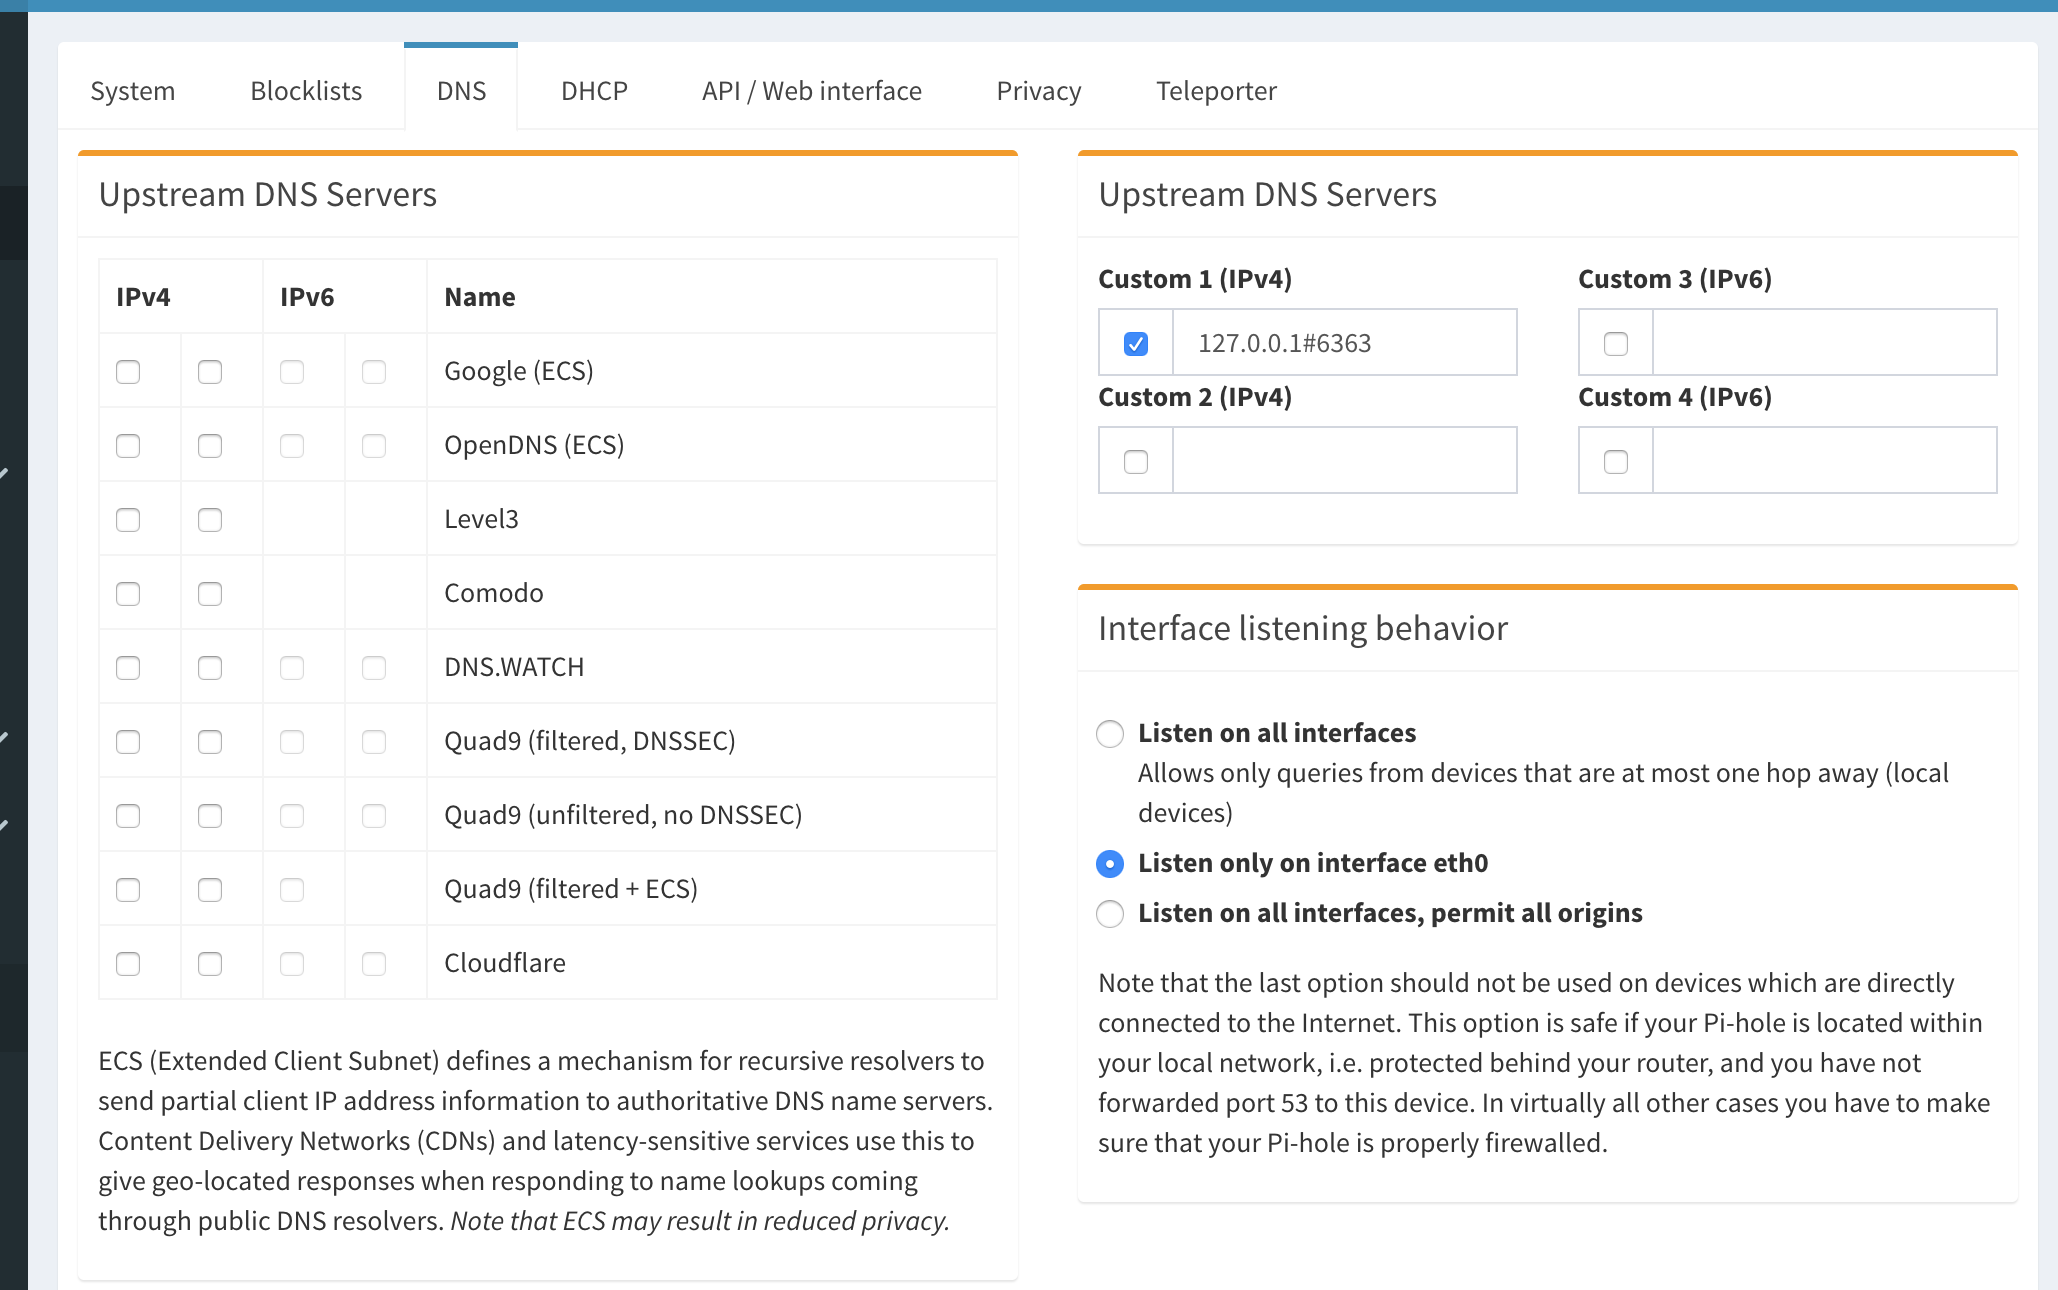 System Blocklists DNS DHCP API / Web interface Privacy Teleporter
Upstream DNS Servers
IPv4 IPv6 Name
Google (ECS)
OpenDNS (ECS)
Level3
Comodo
DNS.WATCH
Quad9 (filtered, DNSSEC)
Quad9 (unfiltered, no DNSSEC)
Quad9 (filtered + ECS)
Cloudflare
ECS (Extended Client Subnet) defines a mechanism for recursive resolvers to
send partial client IP address information to authoritative DNS name servers.
Content Delivery Networks (CDNs) and latency-sensitive services use this to
give geo-located responses when responding to name lookups coming
through public DNS resolvers. Note that ECS may result in reduced privacy.
Upstream DNS Servers
Custom 1 (IPv4) Custom 3 (IPv6)
127.0.0.1#6363
Custom 2 (IPv4) Custom 4 (IPv6)
Interface listening behavior
Listen on all interfaces
Allows only queries from devices that are at most one hop away (local
devices)
Listen only on interface eth0
Listen on all interfaces, permit all origins
Note that the last option should not be used on devices which are directly
connected to the Internet. This option is safe if your Pi-hole is located within
your local network, i.e. protected behind your router, and you have not
forwarded port 53 to this device. In virtually all other cases you have to make
sure that your Pi-hole is properly firewalled.